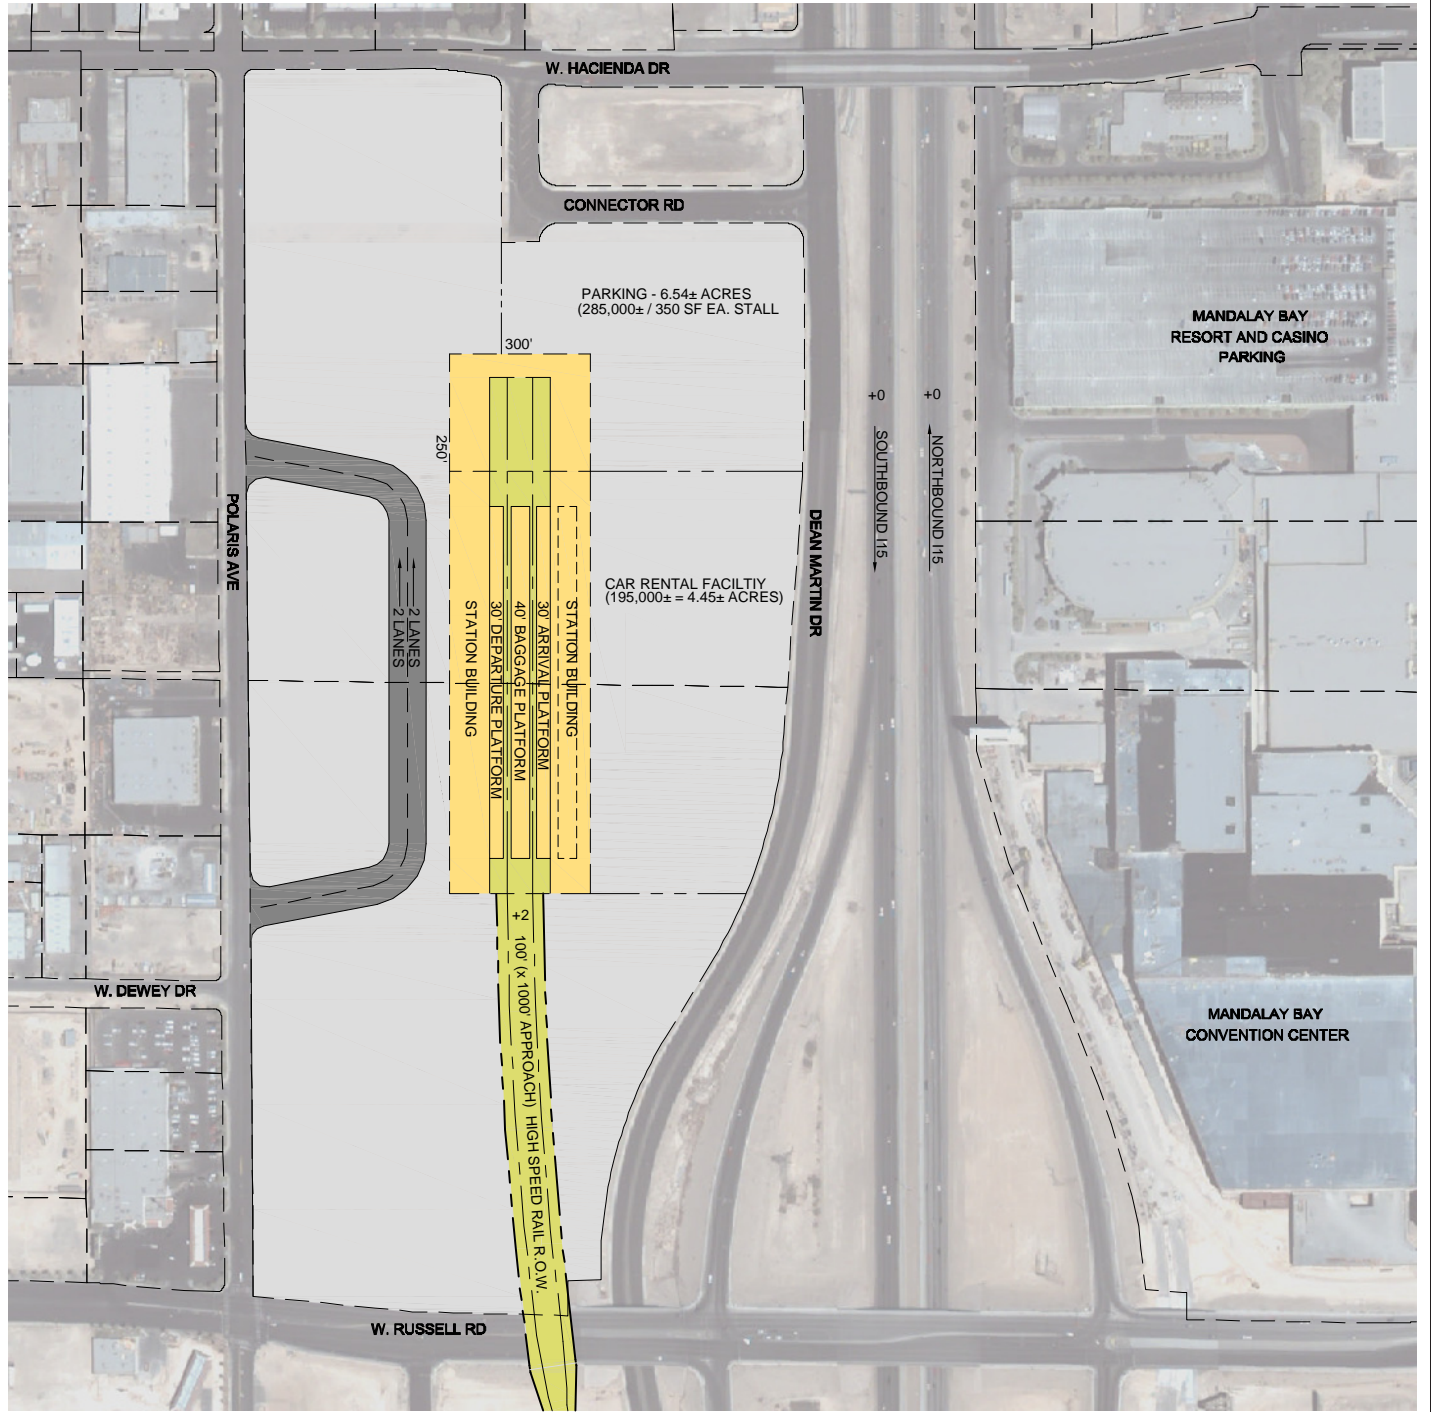 W. HACIENDA DR
CONNECTOR RD
PARKING - 6.54± ACRES
(285,000± / 350 SF EA. STALL
MANDALAY BAY
RESORT AND CASINO
PARKING
300'
250'
+0
+0
SOUTHBOUND I15
NORTHBOUND I15
POLARIS AVE
DEAN MARTIN DR
CAR RENTAL FACILTIY
(195,000± = 4.45± ACRES)
2 LANES
2 LANES
STATION BUILDING
30' DEPARTURE PLATFORM
40' BAGGAGE PLATFORM
30' ARRIVAL PLATFORM
STATION BUILDING
+2
100' (x 1000' APPROACH) HIGH SPEED RAIL R.O.W.
W. DEWEY DR
MANDALAY BAY
CONVENTION CENTER
W. RUSSELL RD